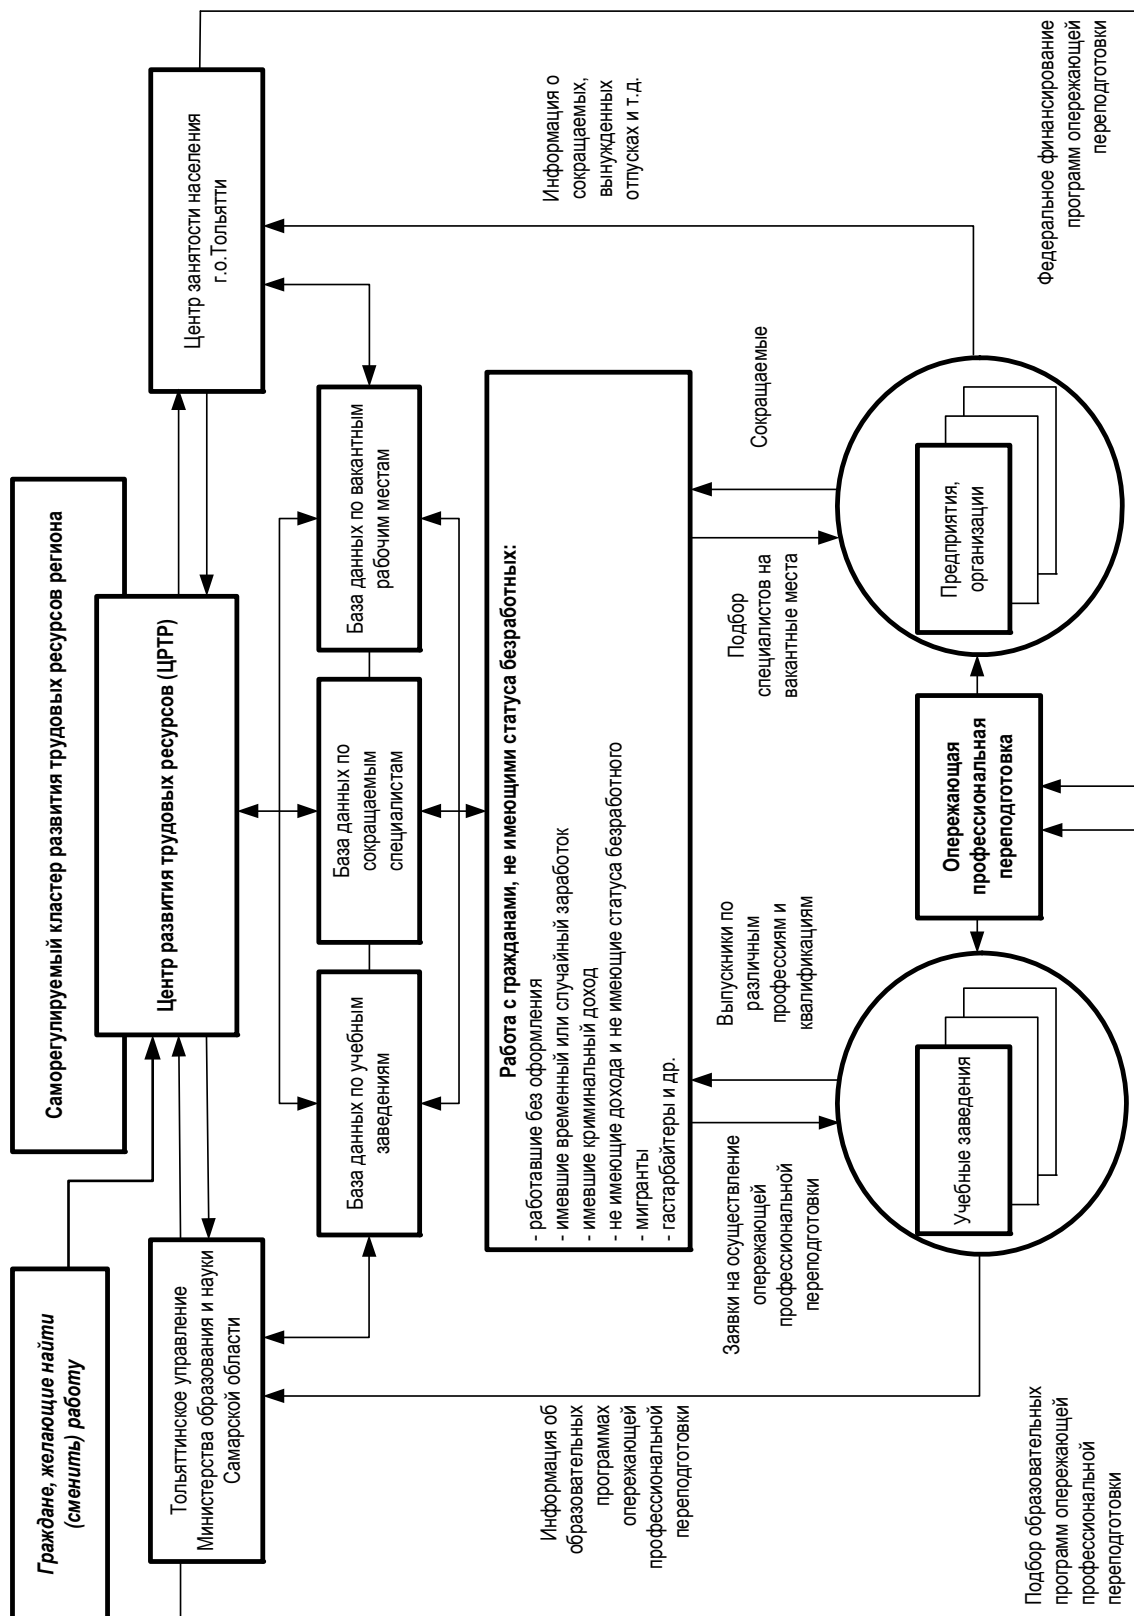 Граждане, желающие найти
(сменить) работу
Саморегулируемый кластер развития трудовых ресурсов региона
Центр развития трудовых ресурсов (ЦРТР)
Тольяттинское управление
Министерства образования и науки
Самарской области
Центр занятости населения
г.о.Тольятти
База данных по учебным
заведениям
База данных по
сокращаемым
специалистам
База данных по вакантным
рабочим местам
Работа с гражданами, не имеющими статуса безработных:
- работавшие без оформления
- имевшие временный или случайный заработок
- имевшие криминальный доход
- не имеющие дохода и не имеющие статуса безработного
- мигранты
- гастарбайтеры и др.
Информация об
образовательных
программах
опережающей
профессиональной
переподготовки
Заявки на осуществление
опережающей
профессиональной
переподготовки
Выпускники по
различным
профессиям и
квалификациям
Подбор
специалистов на
вакантные места
Сокращаемые
Информация о
сокращаемых,
вынужденных
отпусках и т.д.
Учебные заведения
Опережающая
профессиональная
переподготовка
Предприятия,
организации
Подбор образовательных
программ опережающей
профессиональной
переподготовки
Федеральное финансирование
программ опережающей
переподготовки